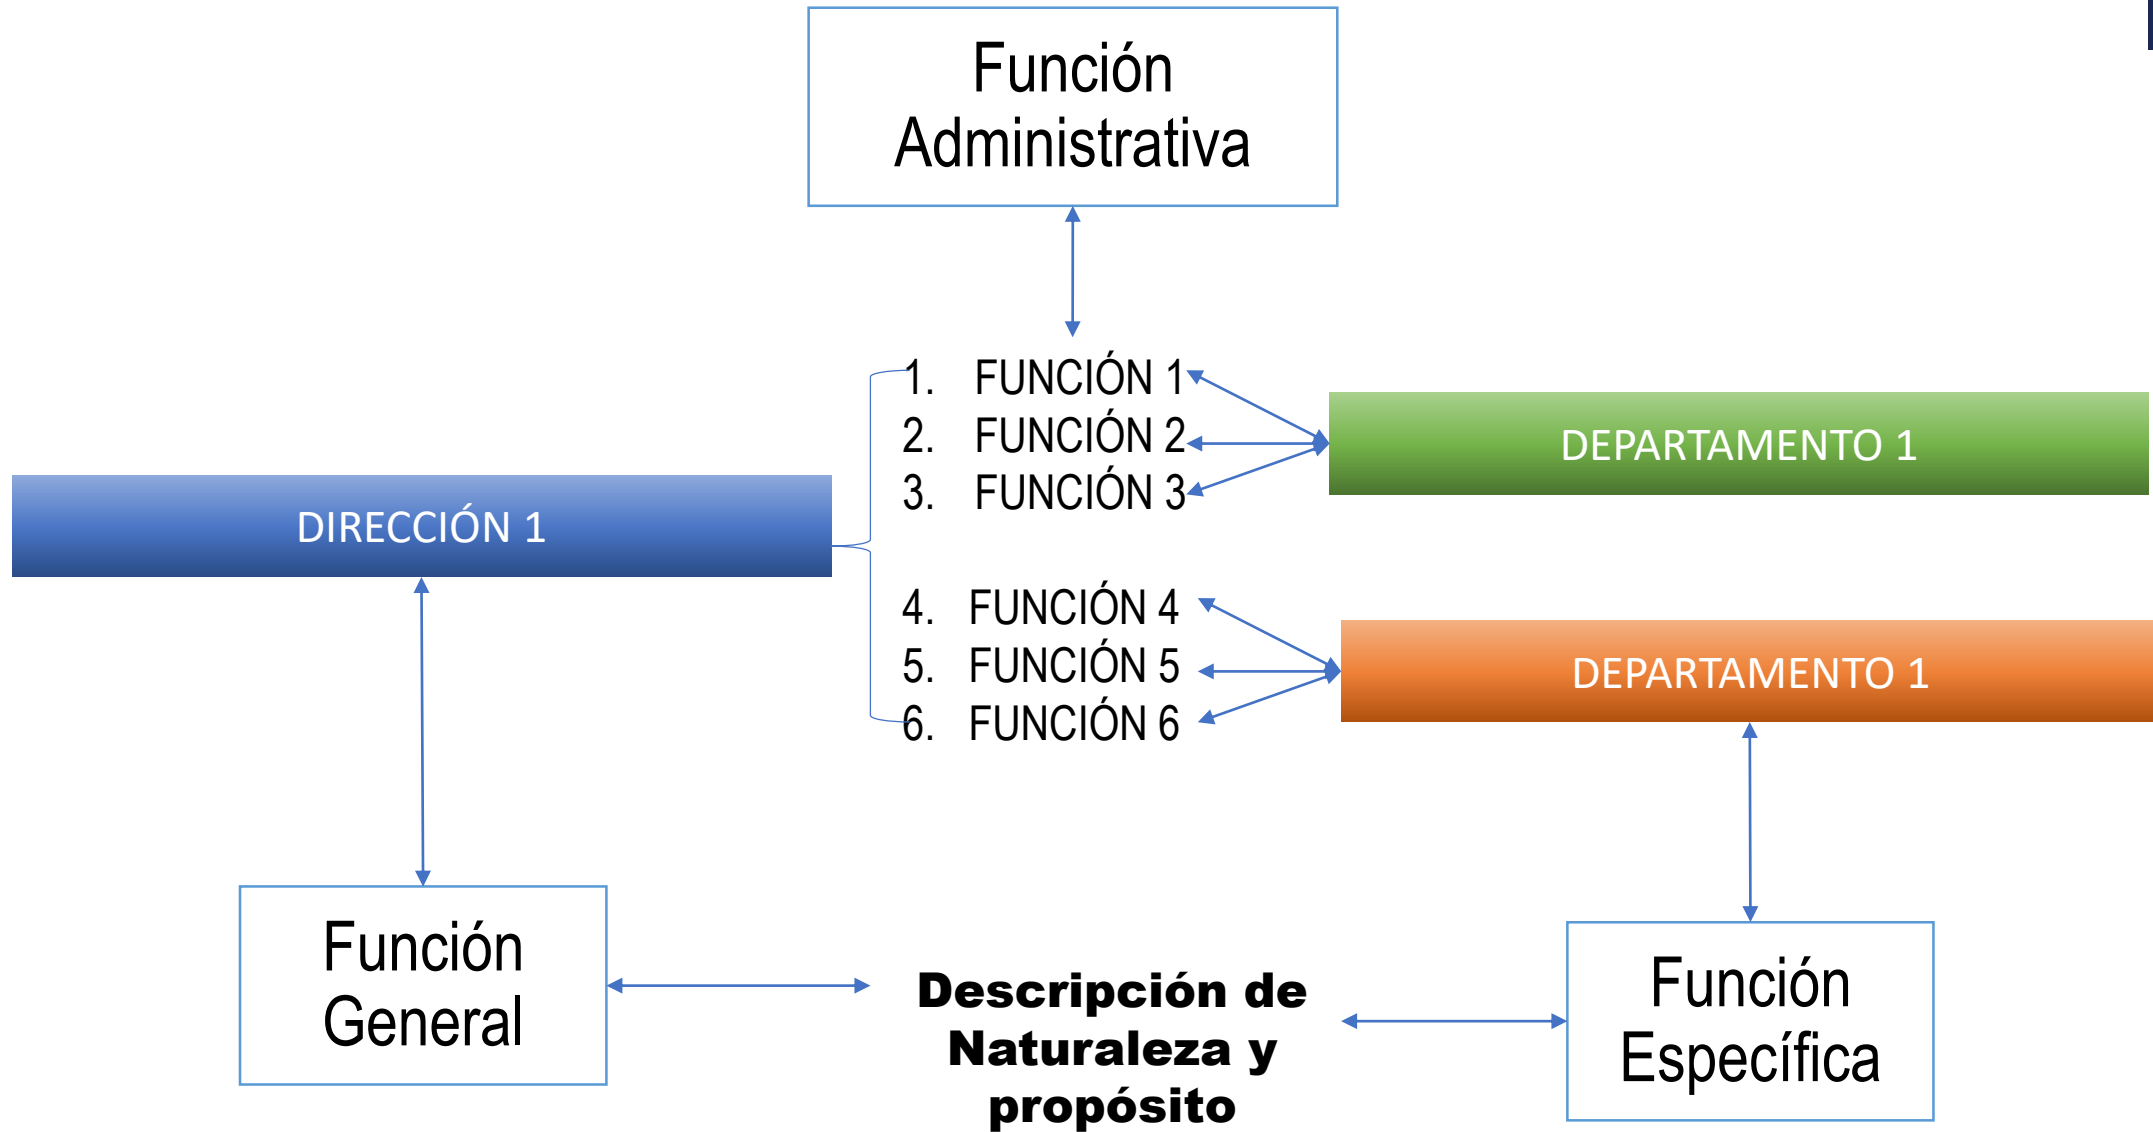 Función
Administrativa
1. FUNCIÓN 1
2. FUNCIÓN 2
3. FUNCIÓN 3
DEPARTAMENTO 1
DIRECCIÓN 1
4. FUNCIÓN 4
5. FUNCIÓN 5
6. FUNCIÓN 6
DEPARTAMENTO 1
Función
General
Descripción de
Naturaleza y
propósito
Función
Específica